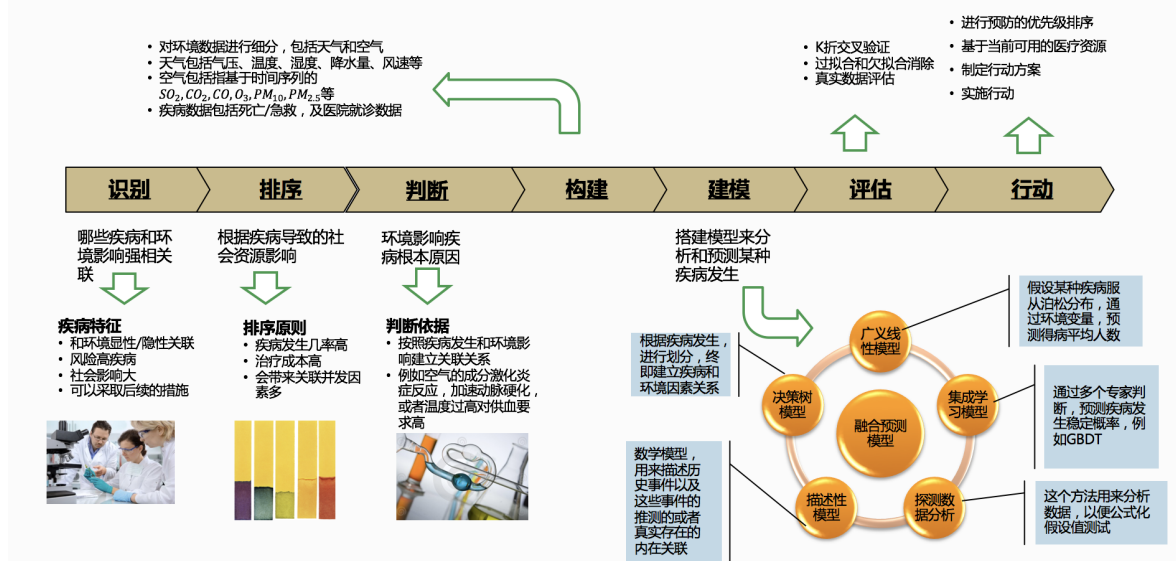 • 对环境数据进行细分，包括天气和空气
• 天气包括气压、温度、湿度、降水量、风速等
• 空气包括指基于时间序列的
SO₂,CO₂,CO,O₃,PM₁₀,PM₂.₅等
• 疾病数据包括死亡/急救，及医院就诊数据
• K折交叉验证
• 过拟合和欠拟合消除
• 真实数据评估
• 进行预防的优先级排序
• 基于当前可用的医疗资源
• 制定行动方案
• 实施行动
识别
排序
判断
构建
建模
评估
行动
哪些疾病和环
境影响强相关
联
根据疾病导致的社
会资源影响
环境影响疾
病根本原因
搭建模型来分
析和预测某种
疾病发生
疾病特征
• 和环境显性/隐性关联
• 风险高疾病
• 社会影响大
• 可以采取后续的措施
排序原则
• 疾病发生几率高
• 治疗成本高
• 会带来关联并发因
素多
判断依据
• 按照疾病发生和环境影
响建立关联关系
• 例如空气的成分激化炎
症反应，加速动脉硬化，
或者温度过高对供血要
求高
根据疾病发生，
进行划分，终
即建立疾病和
环境因素关系
数学模型，
用来描述历
史事件以及
这些事件的
推测的或者
真实存在的
内在关联
广义线
性模型
决策树
模型
集成学
习模型
融合预测
模型
描述性
模型
探测数
据分析
假设某种疾病服
从泊松分布，通
过环境变量，预
测得病平均人数
通过多个专家判
断，预测疾病发
生稳定概率，例
如GBDT
这个方法用来分析
数据，以便公式化
假设值测试